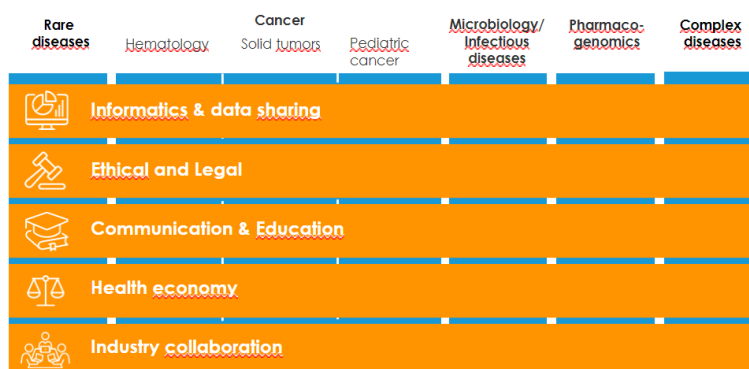 Rare
diseases
Cancer
Hematology
Solid tumors
Pediatric
cancer
Microbiology/
Infectious
diseases
Pharmaco-
genomics
Complex
diseases
Informatics & data sharing
Ethical and Legal
Communication & Education
Health economy
Industry collaboration